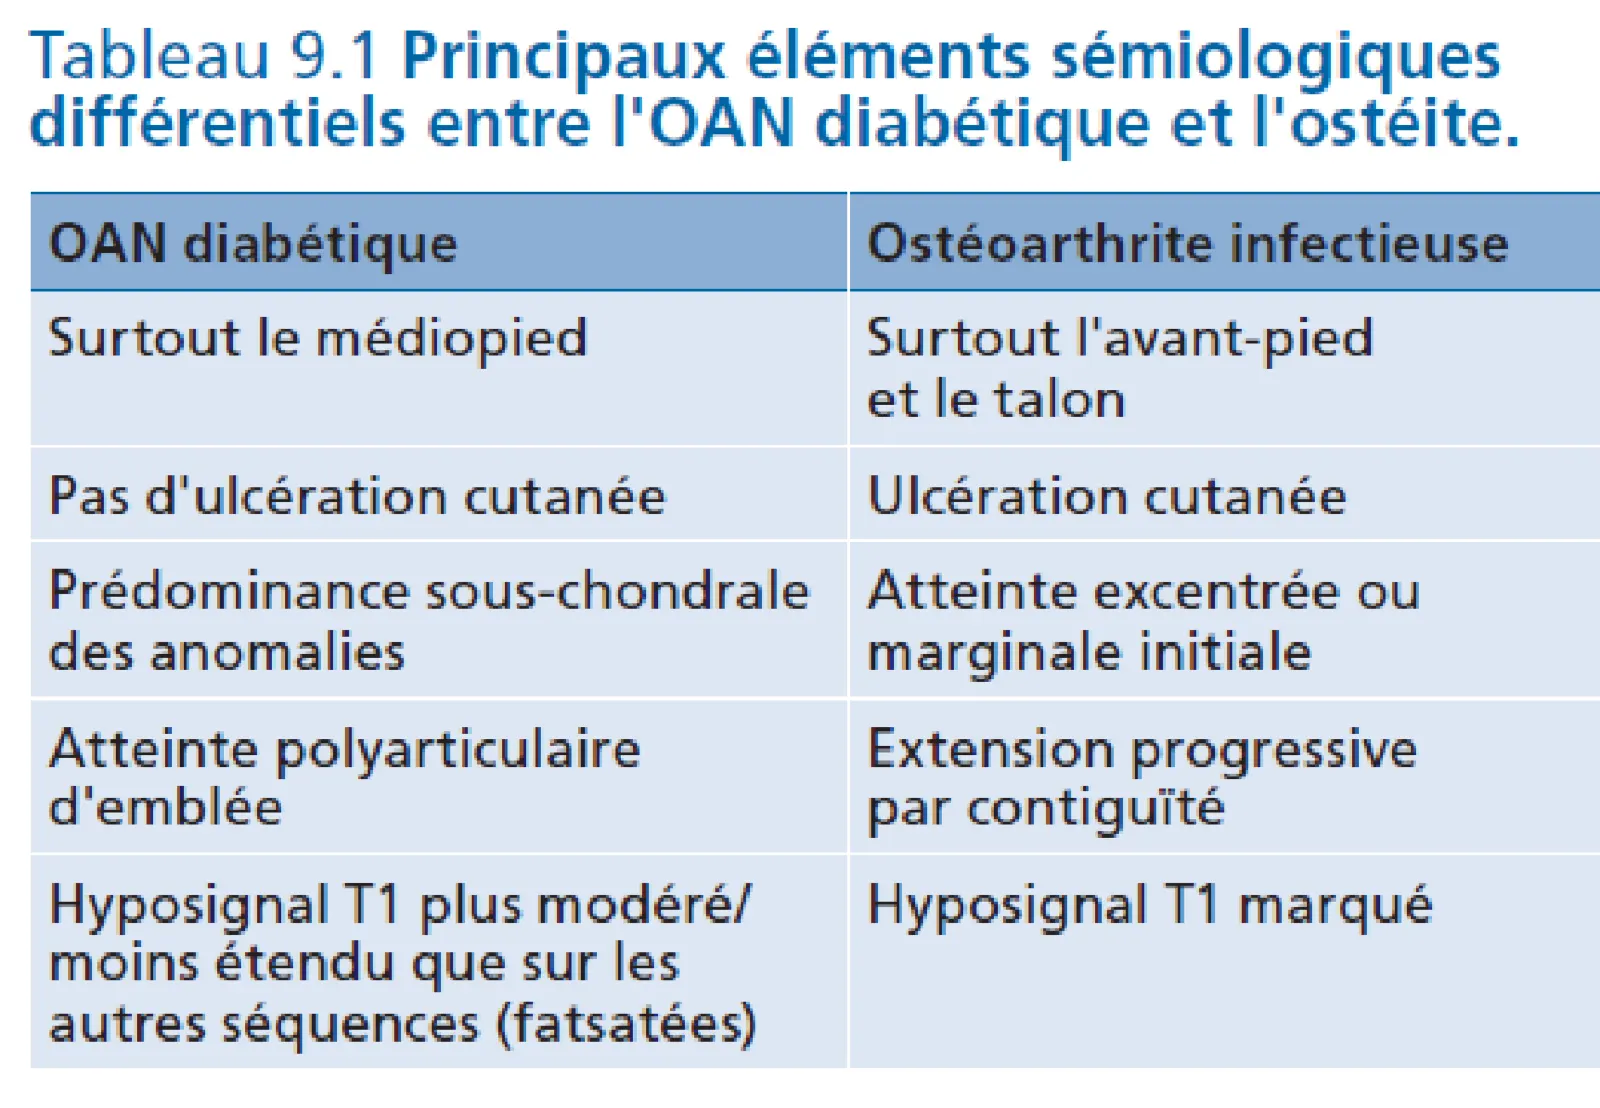 Tableau 9.1 Principaux éléments sémiologiques
différentiels entre l'OAN diabétique et l'ostéite.
OAN diabétique
Ostéoarthrite infectieuse
Surtout le médiopied
Surtout l'avant-pied
et le talon
Pas d'ulcération cutanée
Ulcération cutanée
Prédominance sous-chondrale
des anomalies
Atteinte excentrée ou
marginale initiale
Atteinte polyarticulaire
d'emblée
Extension progressive
par contiguïté
Hyposignal T1 plus modéré/
moins étendu que sur les
autres séquences (fatsatées)
Hyposignal T1 marqué